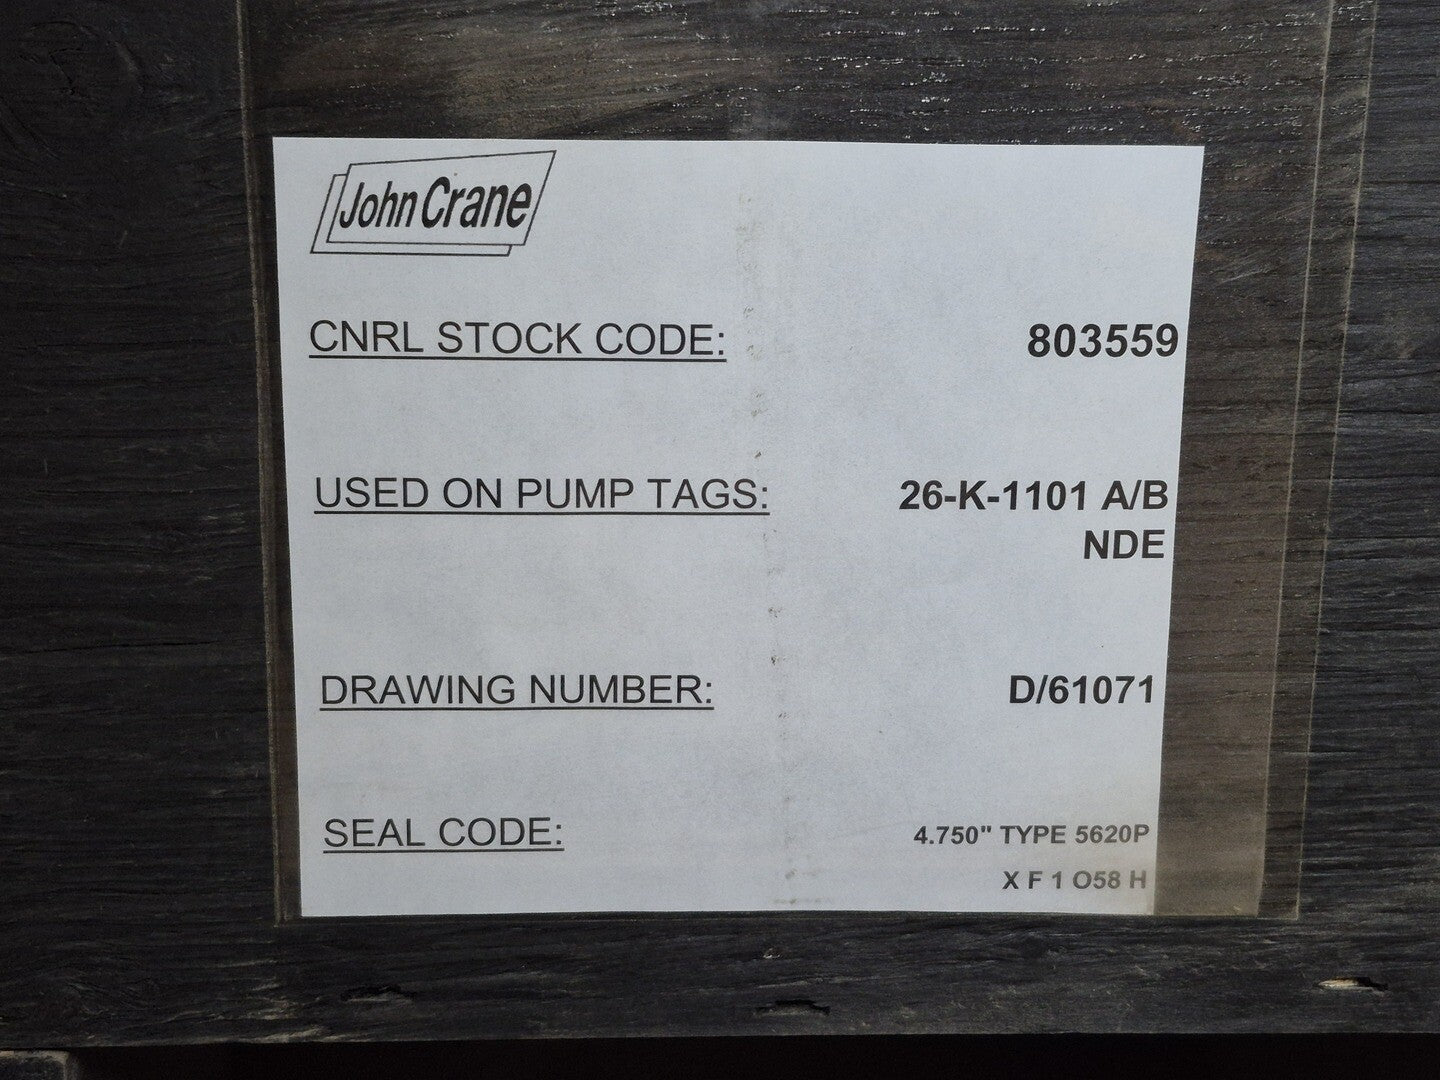 John Crane
CNRL STOCK CODE: 803559
USED ON PUMP TAGS: 26-K-1101 A/B
NDE
DRAWING NUMBER: D/61071
SEAL CODE: 4.750" TYPE 5620P
X F 1 O58 H